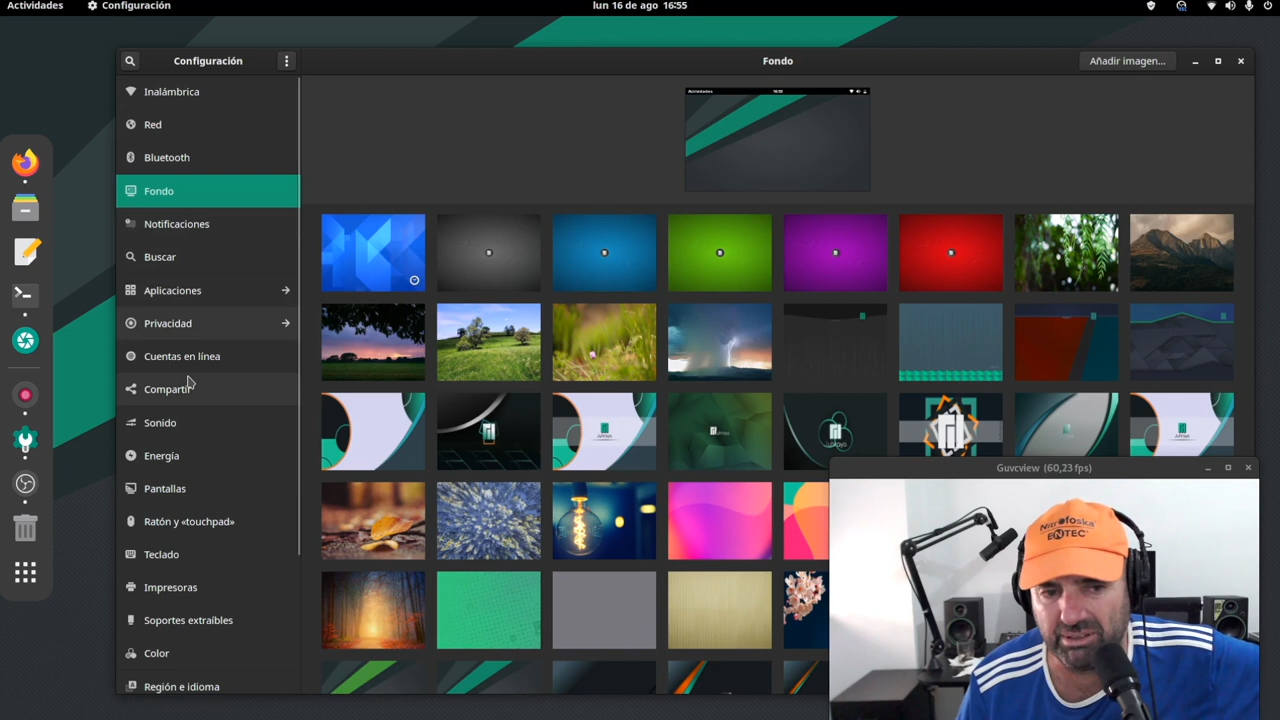 Actividades
Configuración
lun 16 de ago 16:55
Configuración
Fondo
Añadir imagen...
Inalámbrica
Red
Bluetooth
Fondo
Notificaciones
Buscar
Aplicaciones
Privacidad
Cuentas en línea
Compartir
Sonido
Energía
Pantallas
Ratón y «touchpad»
Teclado
Impresoras
Soportes extraíbles
Color
Región e idioma
Actividades
Guvcview (60,23 fps)
Nitrofoska
ENTEC